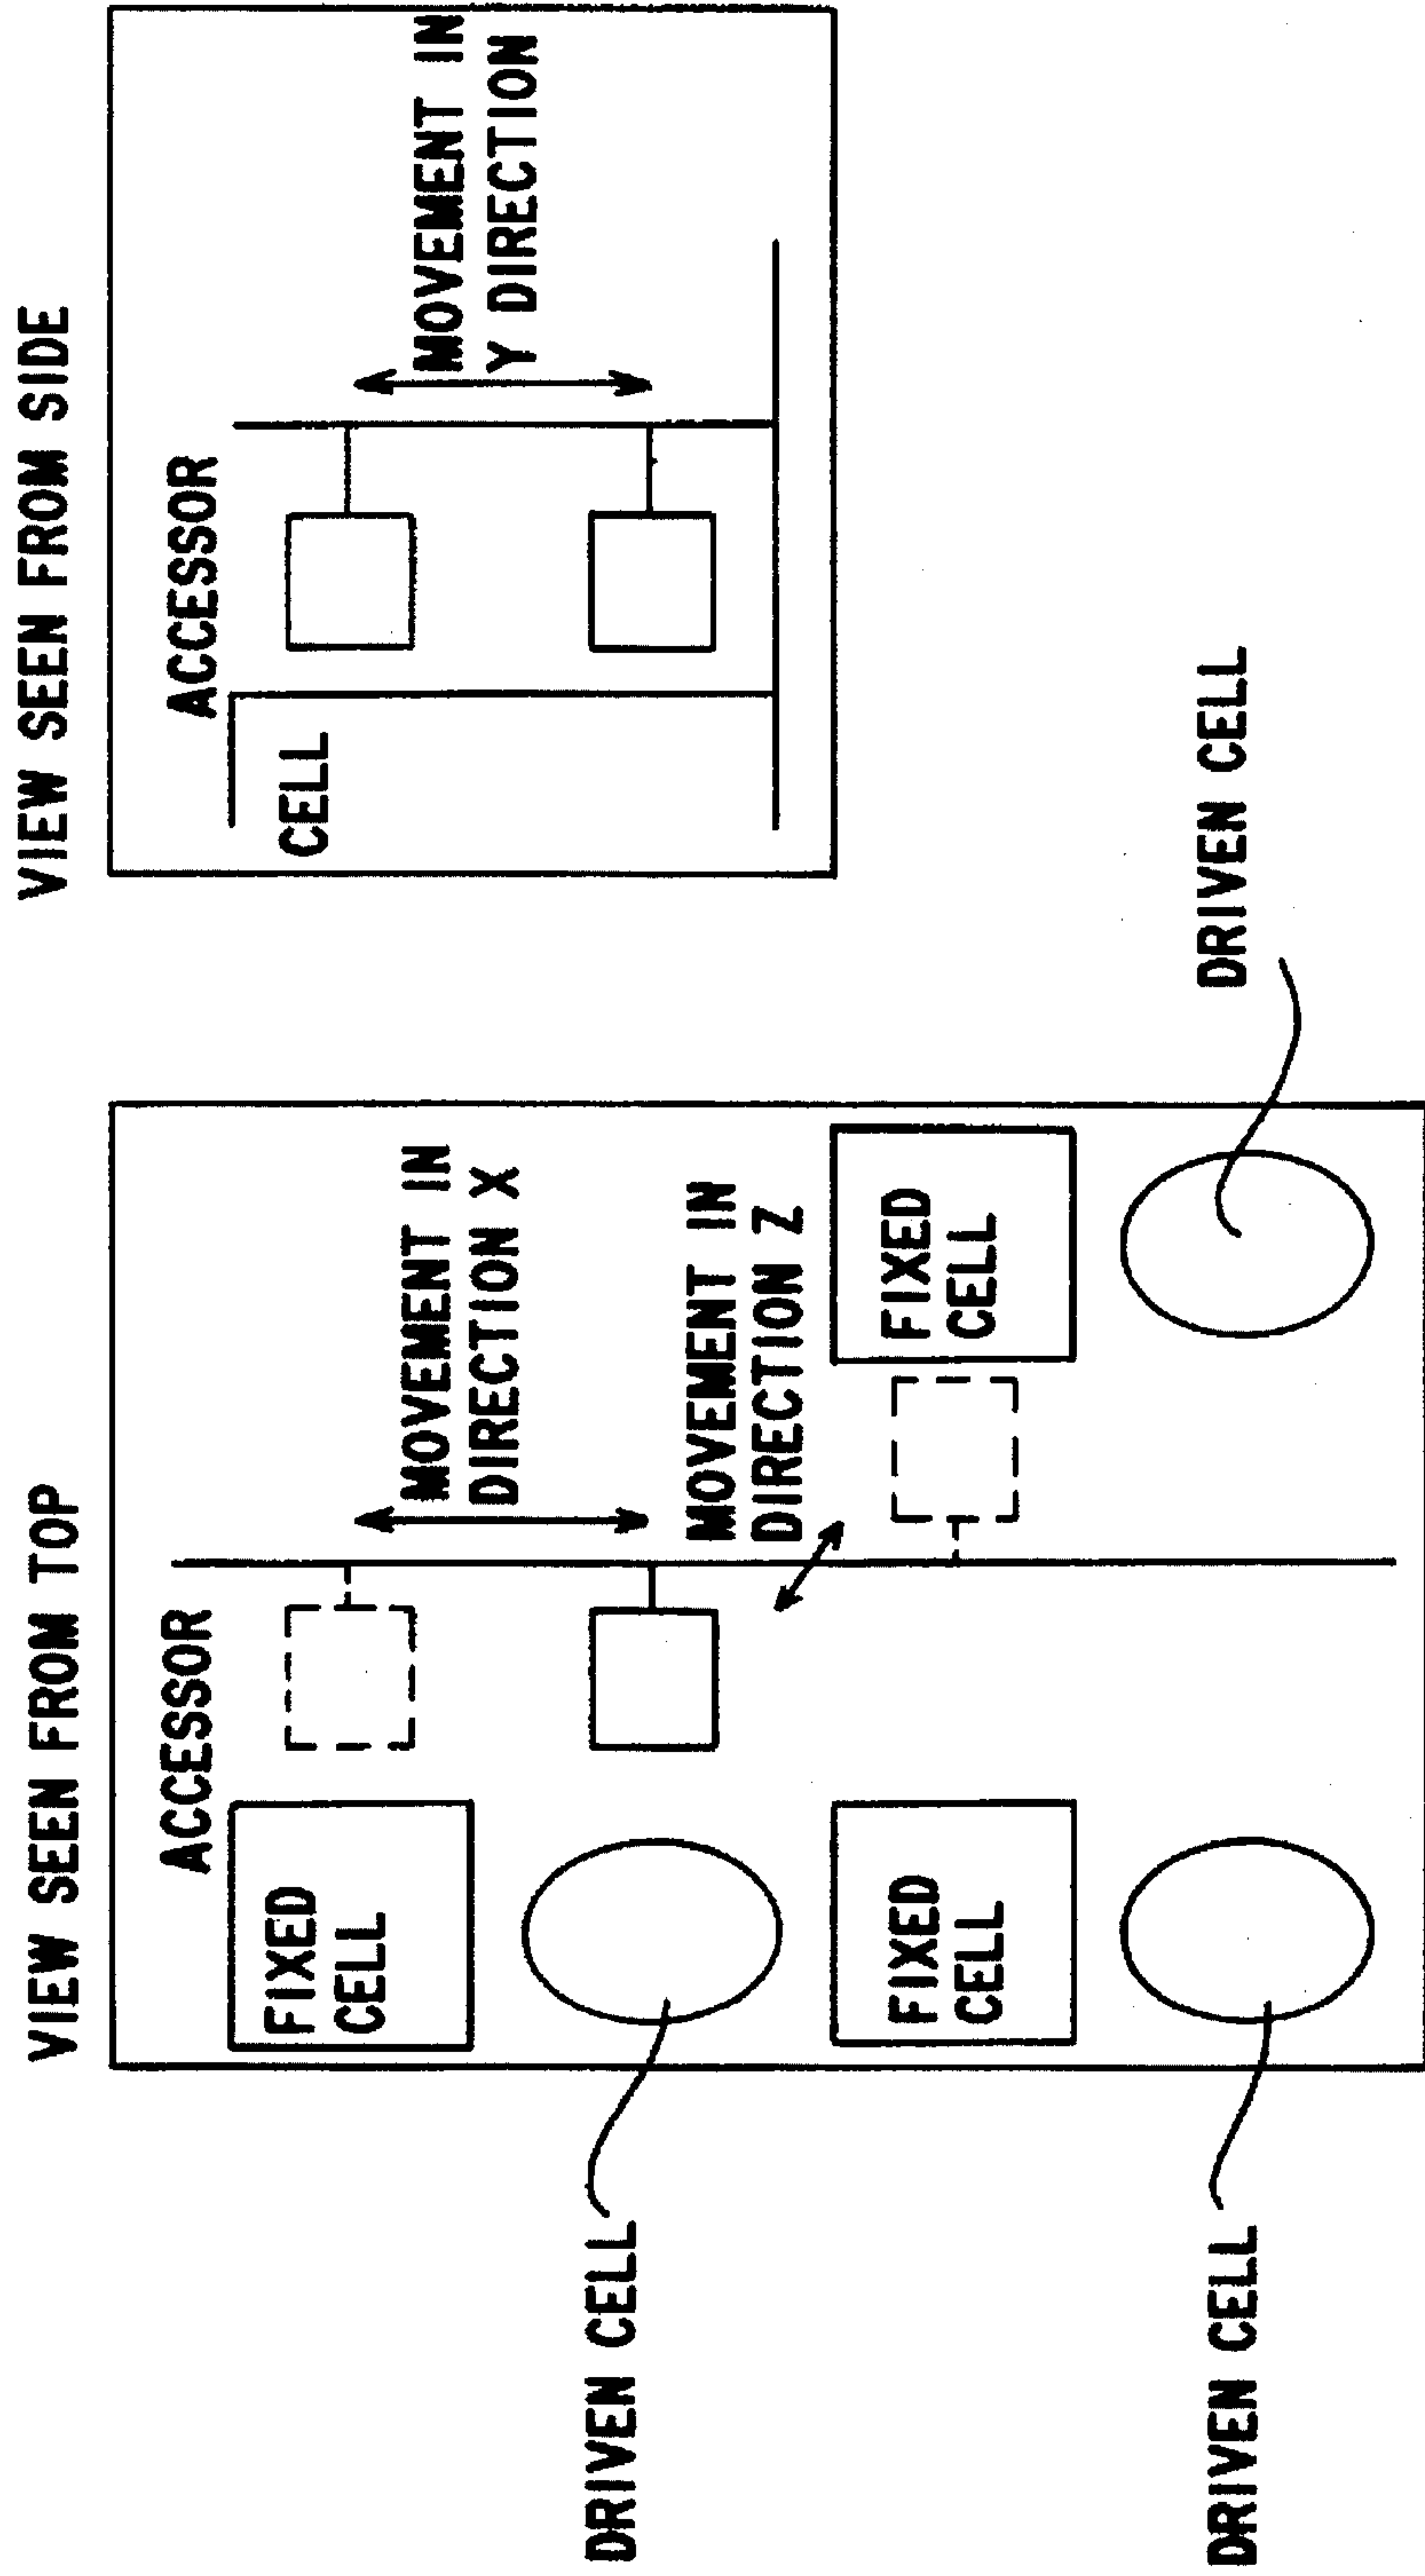 VIEW SEEN FROM TOP
ACCESSOR
FIXED
CELL
MOVEMENT IN
DIRECTION X
DRIVEN CELL
MOVEMENT IN
DIRECTION Z
FIXED
CELL
FIXED
CELL
DRIVEN CELL
DRIVEN CELL
VIEW SEEN FROM SIDE
ACCESSOR
CELL
MOVEMENT IN
Y DIRECTION